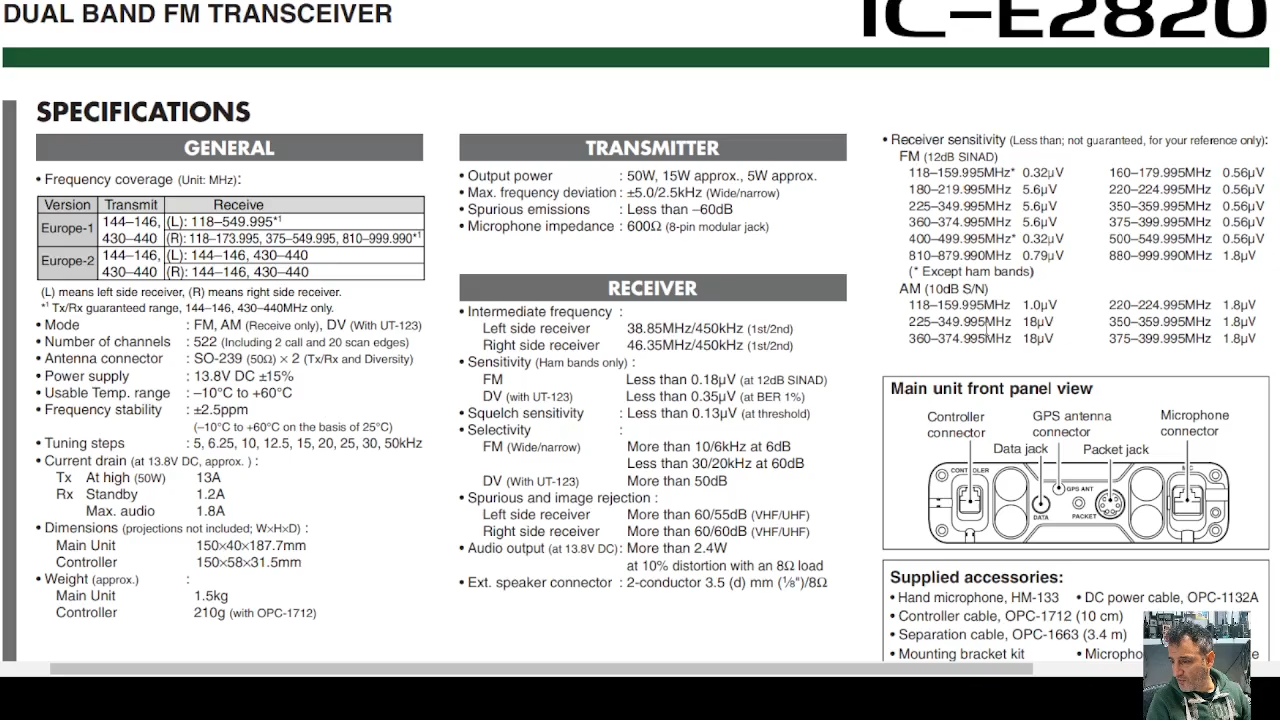 DUAL BAND FM TRANSCEIVER
IC-E2820
SPECIFICATIONS
GENERAL
• Frequency coverage (Unit: MHz):
Version Transmit Receive
Europe-1 144–146, 430–440 (L): 118–549.995*1
(R): 118–173.995, 375–549.995, 810–999.990*1
Europe-2 144–146, 430–440 (L): 144–146, 430–440
(R): 144–146, 430–440
(L) means left side receiver, (R) means right side receiver.
*1 Tx/Rx guaranteed range, 144–146, 430–440MHz only.
• Mode : FM, AM (Receive only), DV (With UT-123)
• Number of channels : 522 (Including 2 call and 20 scan edges)
• Antenna connector : SO-239 (50Ω) × 2 (Tx/Rx and Diversity)
• Power supply : 13.8V DC ±15%
• Usable Temp. range : –10°C to +60°C
• Frequency stability : ±2.5ppm
(–10°C to +60°C on the basis of 25°C)
• Tuning steps : 5, 6.25, 10, 12.5, 15, 20, 25, 30, 50kHz
• Current drain (at 13.8V DC, approx. ) :
Tx At high (50W) 13A
Rx Standby 1.2A
Max. audio 1.8A
• Dimensions (projections not included; W×H×D) :
Main Unit 150×40×187.7mm
Controller 150×58×31.5mm
• Weight (approx.) :
Main Unit 1.5kg
Controller 210g (with OPC-1712)
TRANSMITTER
• Output power : 50W, 15W approx., 5W approx.
• Max. frequency deviation : ±5.0/2.5kHz (Wide/narrow)
• Spurious emissions : Less than –60dB
• Microphone impedance : 600Ω (8-pin modular jack)
RECEIVER
• Intermediate frequency :
Left side receiver 38.85MHz/450kHz (1st/2nd)
Right side receiver 46.35MHz/450kHz (1st/2nd)
• Sensitivity (Ham bands only) :
FM Less than 0.18μV (at 12dB SINAD)
DV (with UT-123) Less than 0.35μV (at BER 1%)
• Squelch sensitivity : Less than 0.13μV (at threshold)
• Selectivity :
FM (Wide/narrow) More than 10/6kHz at 6dB
Less than 30/20kHz at 60dB
DV (With UT-123) More than 50dB
• Spurious and image rejection :
Left side receiver More than 60/55dB (VHF/UHF)
Right side receiver More than 60/60dB (VHF/UHF)
• Audio output (at 13.8V DC) : More than 2.4W
at 10% distortion with an 8Ω load
• Ext. speaker connector : 2-conductor 3.5 (d) mm (⅛")/8Ω
• Receiver sensitivity (Less than; not guaranteed, for your reference only):
FM (12dB SINAD)
118–159.995MHz* 0.32μV 160–179.995MHz 0.56μV
180–219.995MHz 5.6μV 220–224.995MHz 0.56μV
225–349.995MHz 5.6μV 350–359.995MHz 0.56μV
360–374.995MHz 5.6μV 375–399.995MHz 0.56μV
400–499.995MHz* 0.32μV 500–549.995MHz 0.56μV
810–879.990MHz 0.79μV 880–999.990MHz 1.8μV
(* Except ham bands)
AM (10dB S/N)
118–159.995MHz 1.0μV 220–224.995MHz 1.8μV
225–349.995MHz 18μV 350–359.995MHz 1.8μV
360–374.995MHz 18μV 375–399.995MHz 1.8μV
Main unit front panel view
Controller connector
GPS antenna connector
Microphone connector
Data jack
Packet jack
CONTROLER
GPS ANT
DATA
PACKET
MIC
Supplied accessories:
• Hand microphone, HM-133 • DC power cable, OPC-1132A
• Controller cable, OPC-1712 (10 cm)
• Separation cable, OPC-1663 (3.4 m)
• Mounting bracket kit